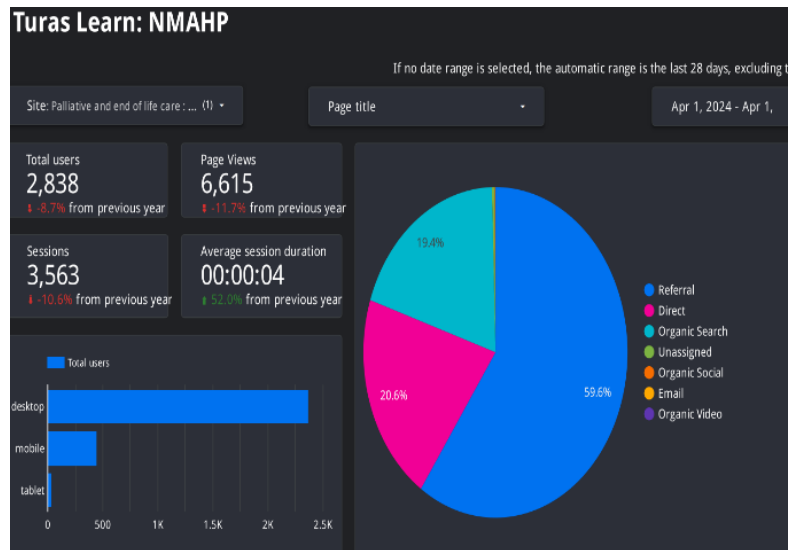 Turas Learn: NMAHP
If no date range is selected, the automatic range is the last 28 days, excluding t
Site: Palliative and end of life care : ... (1)
Page title
Apr 1, 2024 - Apr 1,
Total users
2,838
-8.7% from previous year
Page Views
6,615
-11.7% from previous year
Sessions
3,563
-10.6% from previous year
Average session duration
00:00:04
52.0% from previous year
Total users
desktop
mobile
tablet
0 500 1K 1.5K 2K 2.5K
19.4%
20.6%
59.6%
Referral
Direct
Organic Search
Unassigned
Organic Social
Email
Organic Video